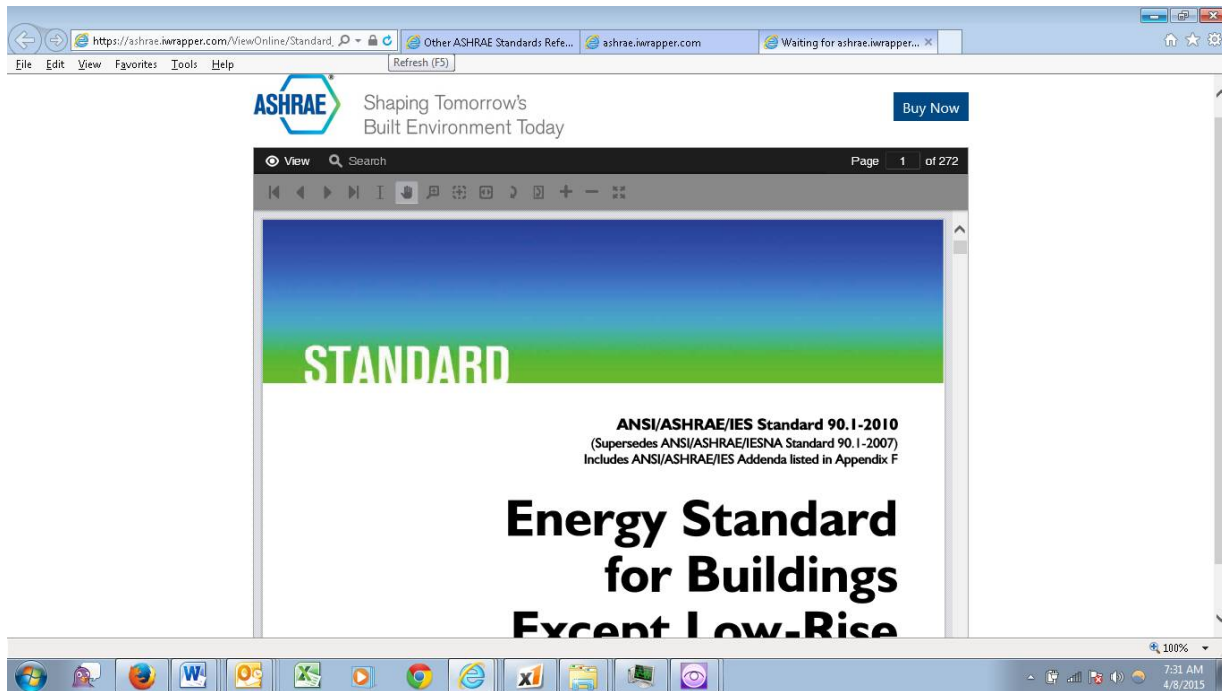 https://ashrae.iwrapper.com/ViewOnline/Standard_
Other ASHRAE Standards Refe...
ashrae.iwrapper.com
Waiting for ashrae.iwrapper...
File Edit View Favorites Tools Help
Refresh (F5)
ASHRAE
Shaping Tomorrow's
Built Environment Today
Buy Now
View Search
Page 1 of 272
STANDARD
ANSI/ASHRAE/IES Standard 90.1-2010
(Supersedes ANSI/ASHRAE/IESNA Standard 90.1-2007)
Includes ANSI/ASHRAE/IES Addenda listed in Appendix F
Energy Standard
for Buildings
Except Low-Rise
100%
7:31 AM
4/8/2015